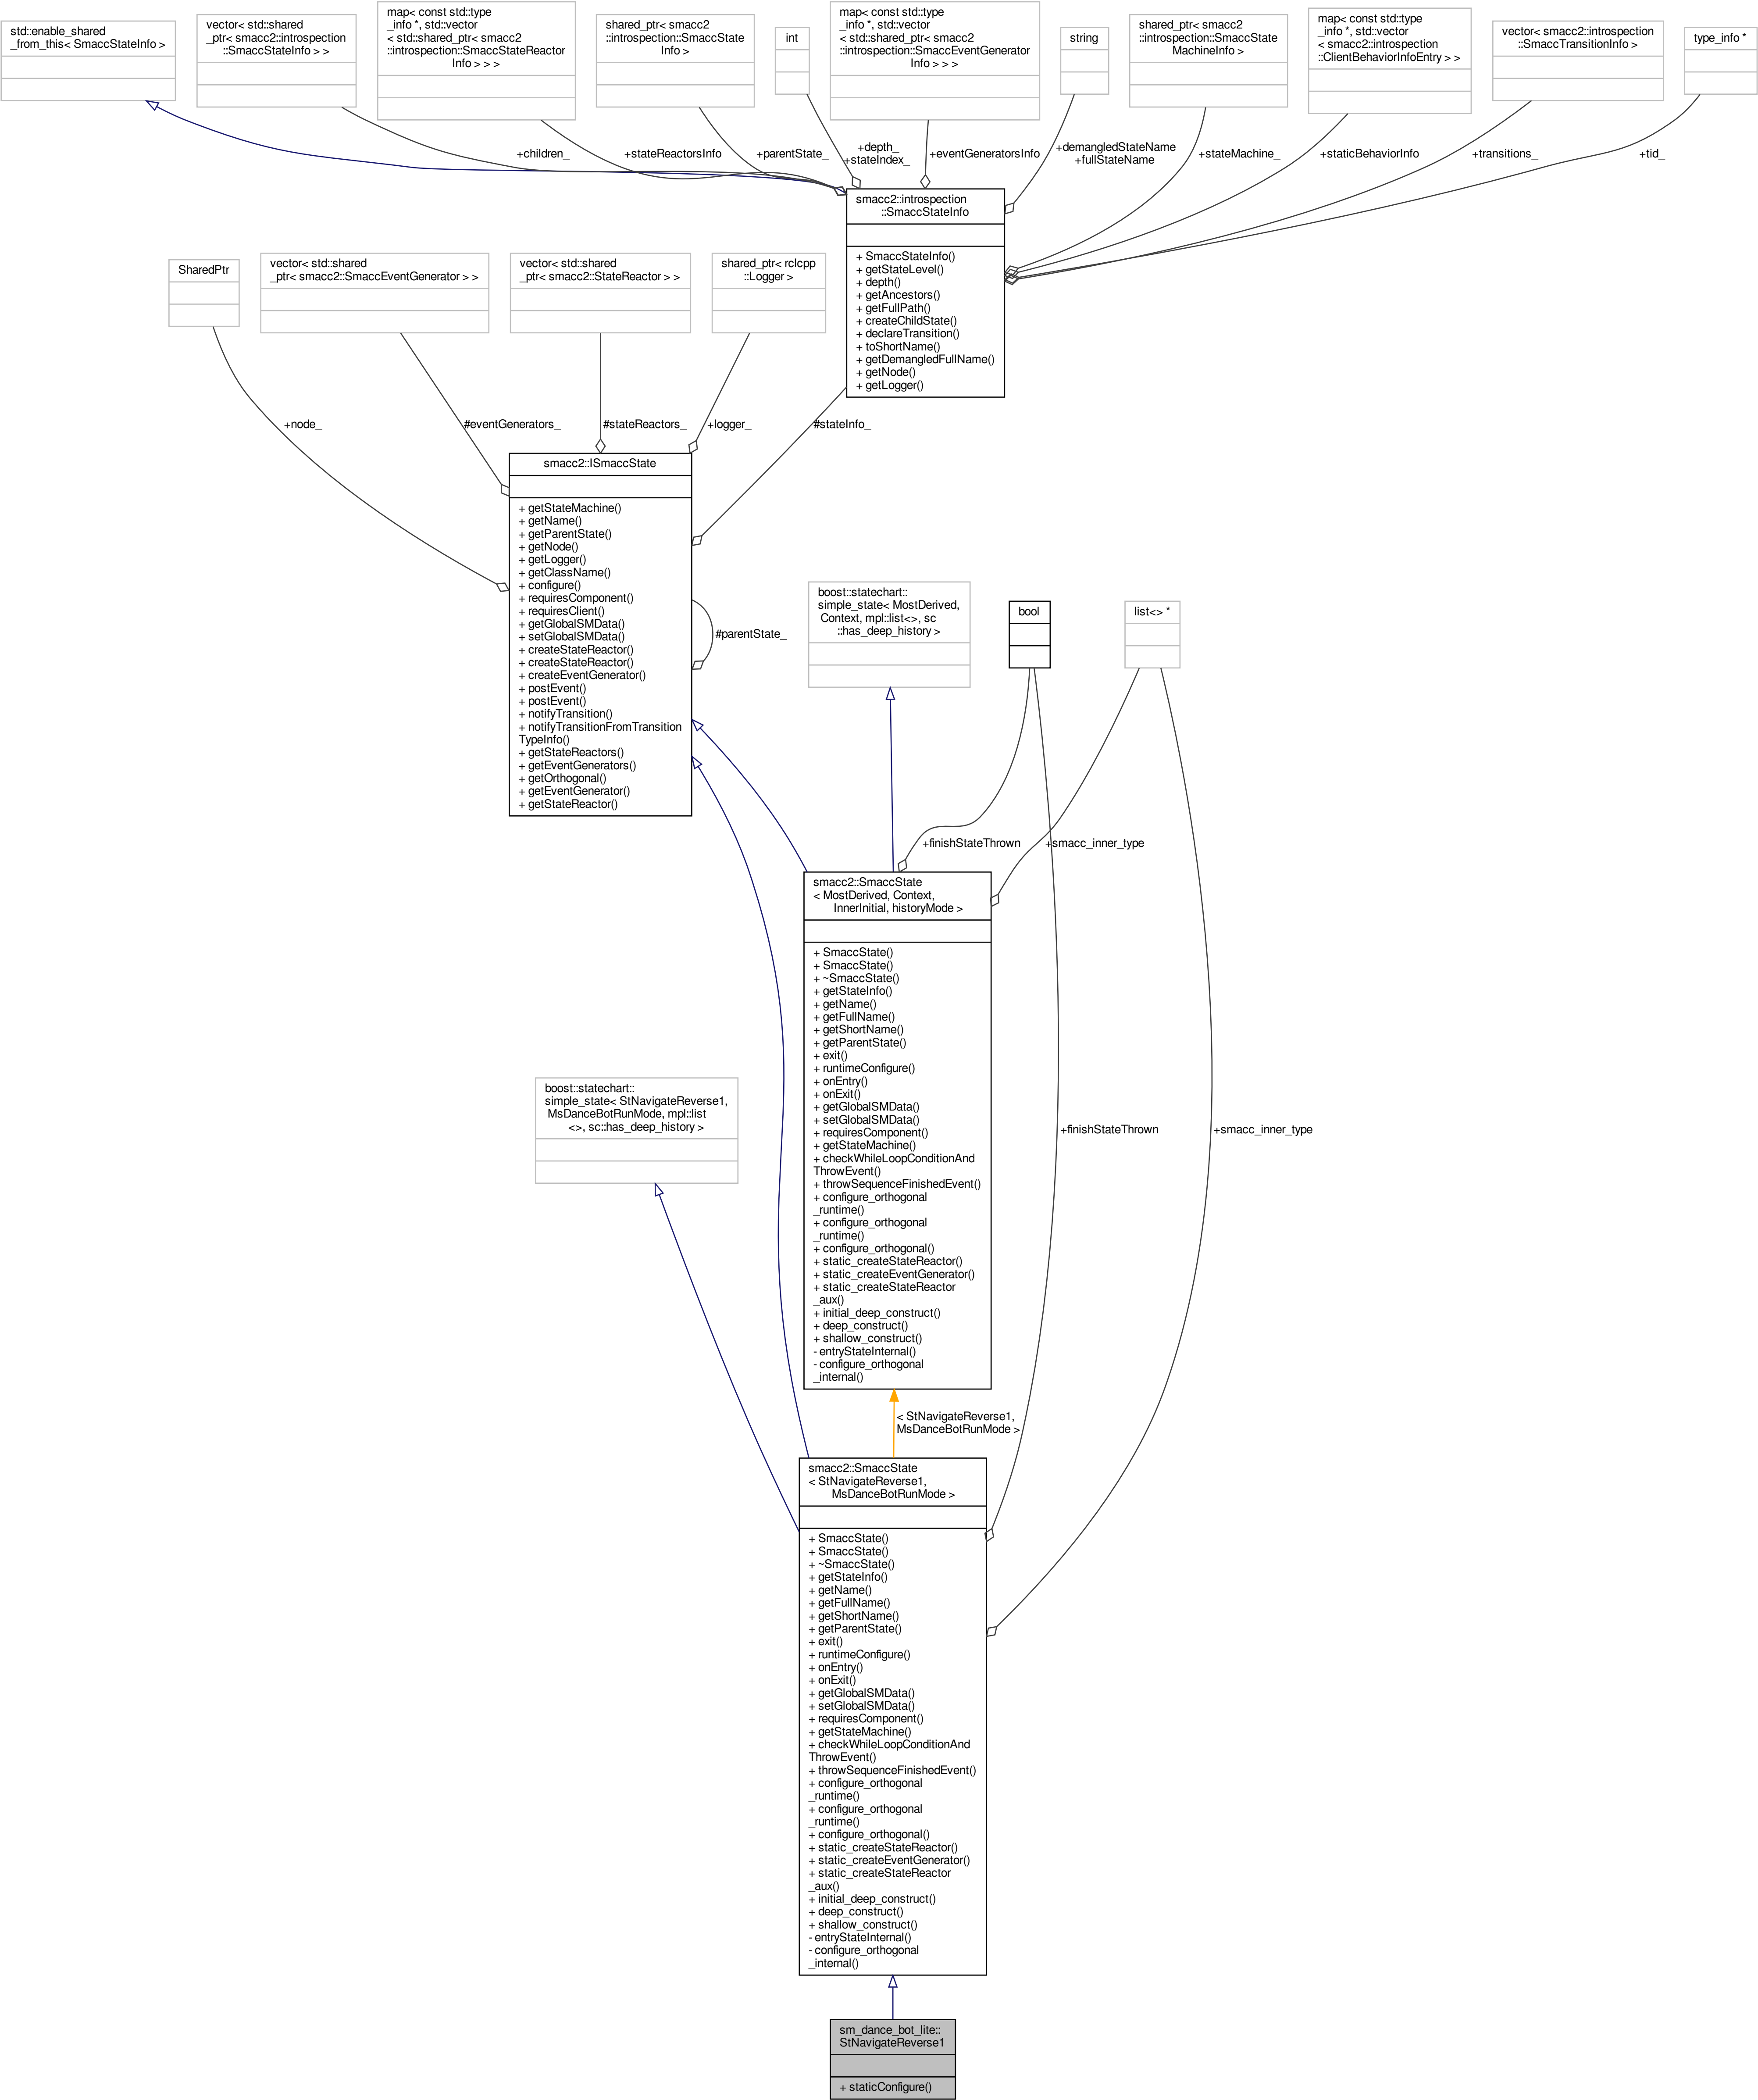 std::enable_shared
_from_this< SmaccStateInfo >
vector< std::shared
_ptr< smacc2::introspection
::SmaccStateInfo > >
map< const std::type
_info *, std::vector
< std::shared_ptr< smacc2
::introspection::SmaccStateReactor
Info > > >
shared_ptr< smacc2
::introspection::SmaccState
Info >
int
map< const std::type
_info *, std::vector
< std::shared_ptr< smacc2
::introspection::SmaccEventGenerator
Info > > >
string
shared_ptr< smacc2
::introspection::SmaccState
MachineInfo >
map< const std::type
_info *, std::vector
< smacc2::introspection
::ClientBehaviorInfoEntry > >
vector< smacc2::introspection
::SmaccTransitionInfo >
type_info *
+children_
+stateReactorsInfo
+parentState_
+depth_
+stateIndex_
+eventGeneratorsInfo
+demangledStateName
+fullStateName
+stateMachine_
+staticBehaviorInfo
+transitions_
+tid_
smacc2::introspection
::SmaccStateInfo
+ SmaccStateInfo()
+ getStateLevel()
+ depth()
+ getAncestors()
+ getFullPath()
+ createChildState()
+ declareTransition()
+ toShortName()
+ getDemangledFullName()
+ getNode()
+ getLogger()
SharedPtr
vector< std::shared
_ptr< smacc2::SmaccEventGenerator > >
vector< std::shared
_ptr< smacc2::StateReactor > >
shared_ptr< rclcpp
::Logger >
+node_
#eventGenerators_
#stateReactors_
+logger_
#stateInfo_
smacc2::ISmaccState
+ getStateMachine()
+ getName()
+ getParentState()
+ getNode()
+ getLogger()
+ getClassName()
+ configure()
+ requiresComponent()
+ requiresClient()
+ getGlobalSMData()
+ setGlobalSMData()
+ createStateReactor()
+ createStateReactor()
+ createEventGenerator()
+ postEvent()
+ postEvent()
+ notifyTransition()
+ notifyTransitionFromTransition
TypeInfo()
+ getStateReactors()
+ getEventGenerators()
+ getOrthogonal()
+ getEventGenerator()
+ getStateReactor()
#parentState_
boost::statechart::
simple_state< MostDerived,
Context, mpl::list<>, sc
::has_deep_history >
bool
list<> *
+finishStateThrown
+smacc_inner_type
smacc2::SmaccState
< MostDerived, Context,
InnerInitial, historyMode >
+ SmaccState()
+ SmaccState()
+ ~SmaccState()
+ getStateInfo()
+ getName()
+ getFullName()
+ getShortName()
+ getParentState()
+ exit()
+ runtimeConfigure()
+ onEntry()
+ onExit()
+ getGlobalSMData()
+ setGlobalSMData()
+ requiresComponent()
+ getStateMachine()
+ checkWhileLoopConditionAnd
ThrowEvent()
+ throwSequenceFinishedEvent()
+ configure_orthogonal
_runtime()
+ configure_orthogonal
_runtime()
+ configure_orthogonal()
+ static_createStateReactor()
+ static_createEventGenerator()
+ static_createStateReactor
_aux()
+ initial_deep_construct()
+ deep_construct()
+ shallow_construct()
- entryStateInternal()
- configure_orthogonal
_internal()
boost::statechart::
simple_state< StNavigateReverse1,
MsDanceBotRunMode, mpl::list
<>, sc::has_deep_history >
+finishStateThrown
+smacc_inner_type
< StNavigateReverse1,
MsDanceBotRunMode >
smacc2::SmaccState
< StNavigateReverse1,
MsDanceBotRunMode >
+ SmaccState()
+ SmaccState()
+ ~SmaccState()
+ getStateInfo()
+ getName()
+ getFullName()
+ getShortName()
+ getParentState()
+ exit()
+ runtimeConfigure()
+ onEntry()
+ onExit()
+ getGlobalSMData()
+ setGlobalSMData()
+ requiresComponent()
+ getStateMachine()
+ checkWhileLoopConditionAnd
ThrowEvent()
+ throwSequenceFinishedEvent()
+ configure_orthogonal
_runtime()
+ configure_orthogonal
_runtime()
+ configure_orthogonal()
+ static_createStateReactor()
+ static_createEventGenerator()
+ static_createStateReactor
_aux()
+ initial_deep_construct()
+ deep_construct()
+ shallow_construct()
- entryStateInternal()
- configure_orthogonal
_internal()
sm_dance_bot_lite::
StNavigateReverse1
+ staticConfigure()